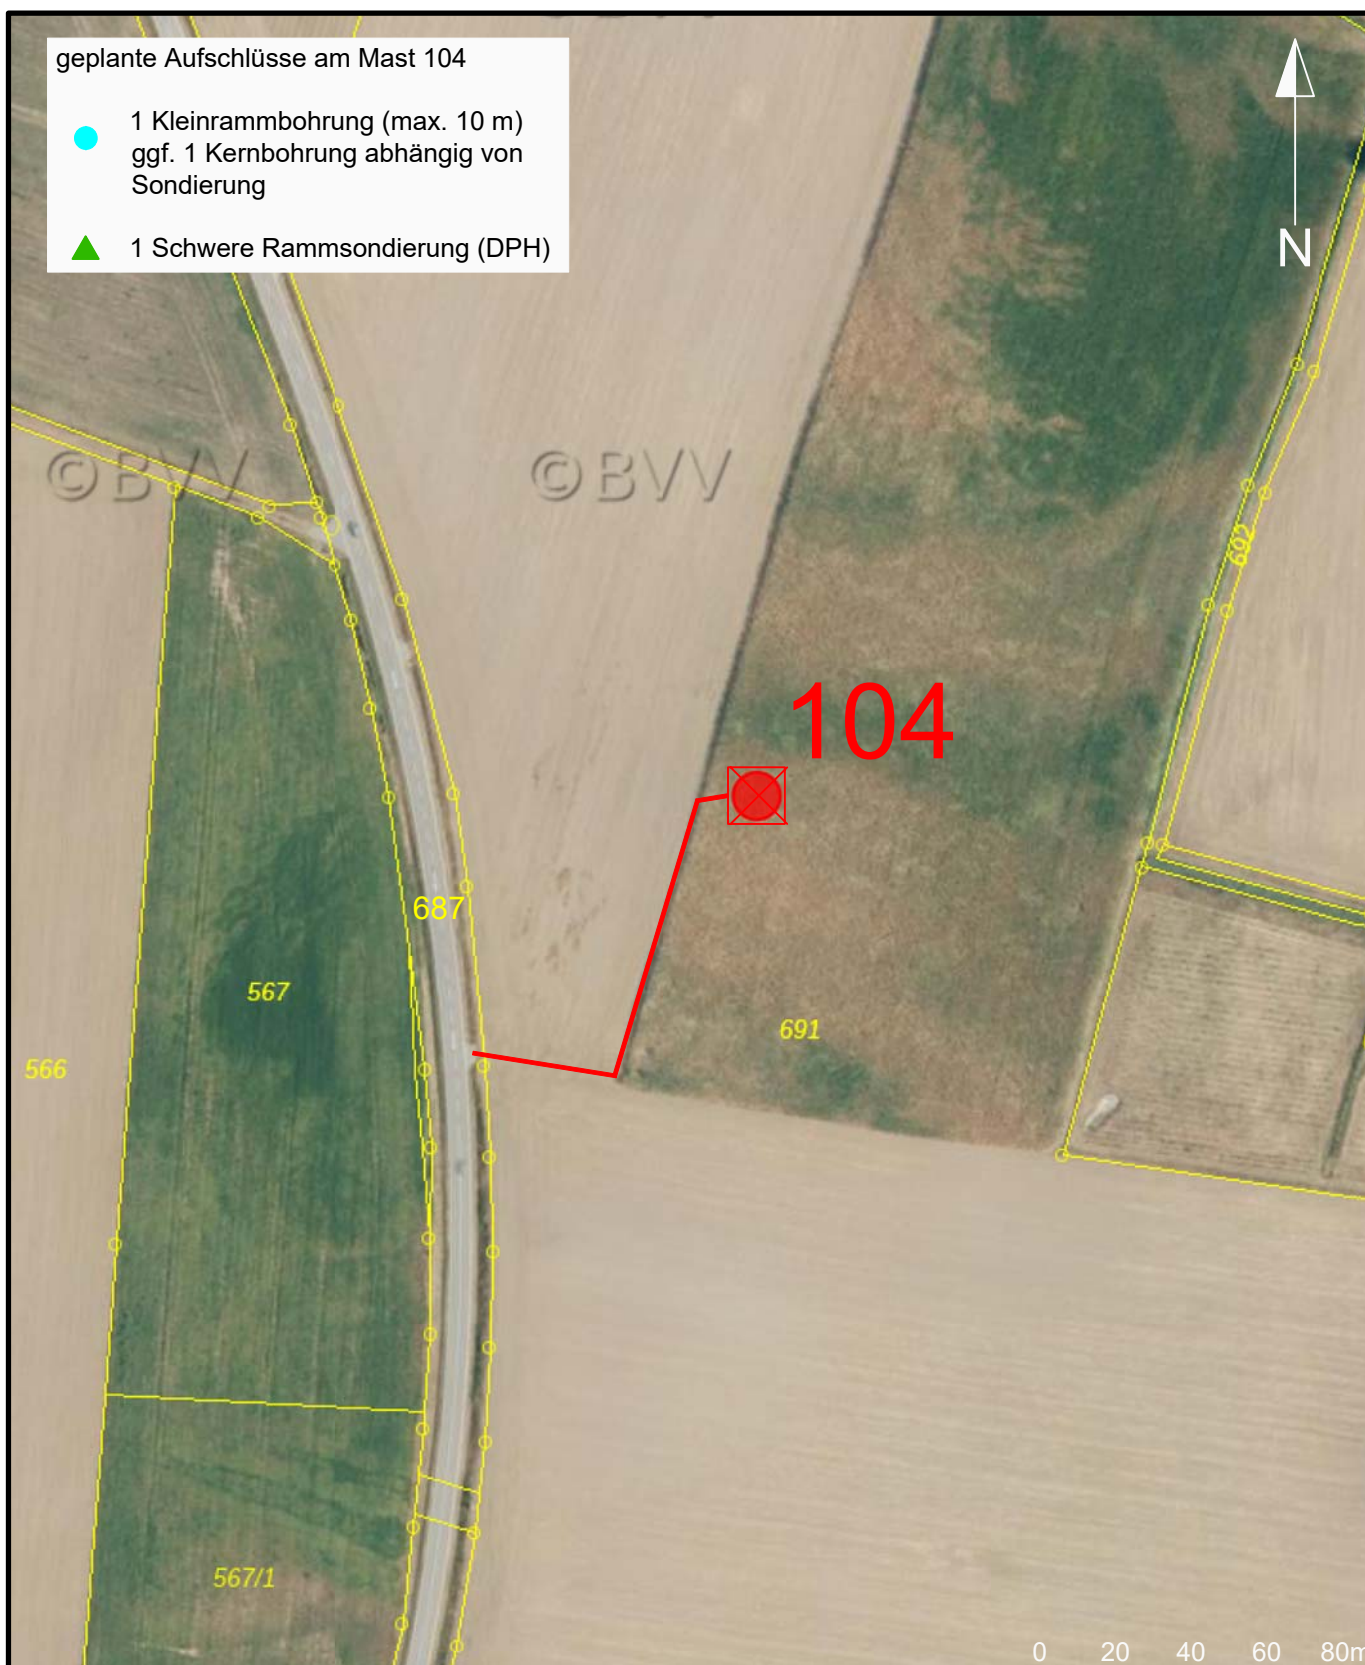 geplante Aufschlüsse am Mast 104
1 Kleinrammbohrung (max. 10 m)
ggf. 1 Kernbohrung abhängig von
Sondierung
1 Schwere Rammsondierung (DPH)
N
©BVV
©BVV
692
104
687
567
691
566
567/1
0 20 40 60 80m